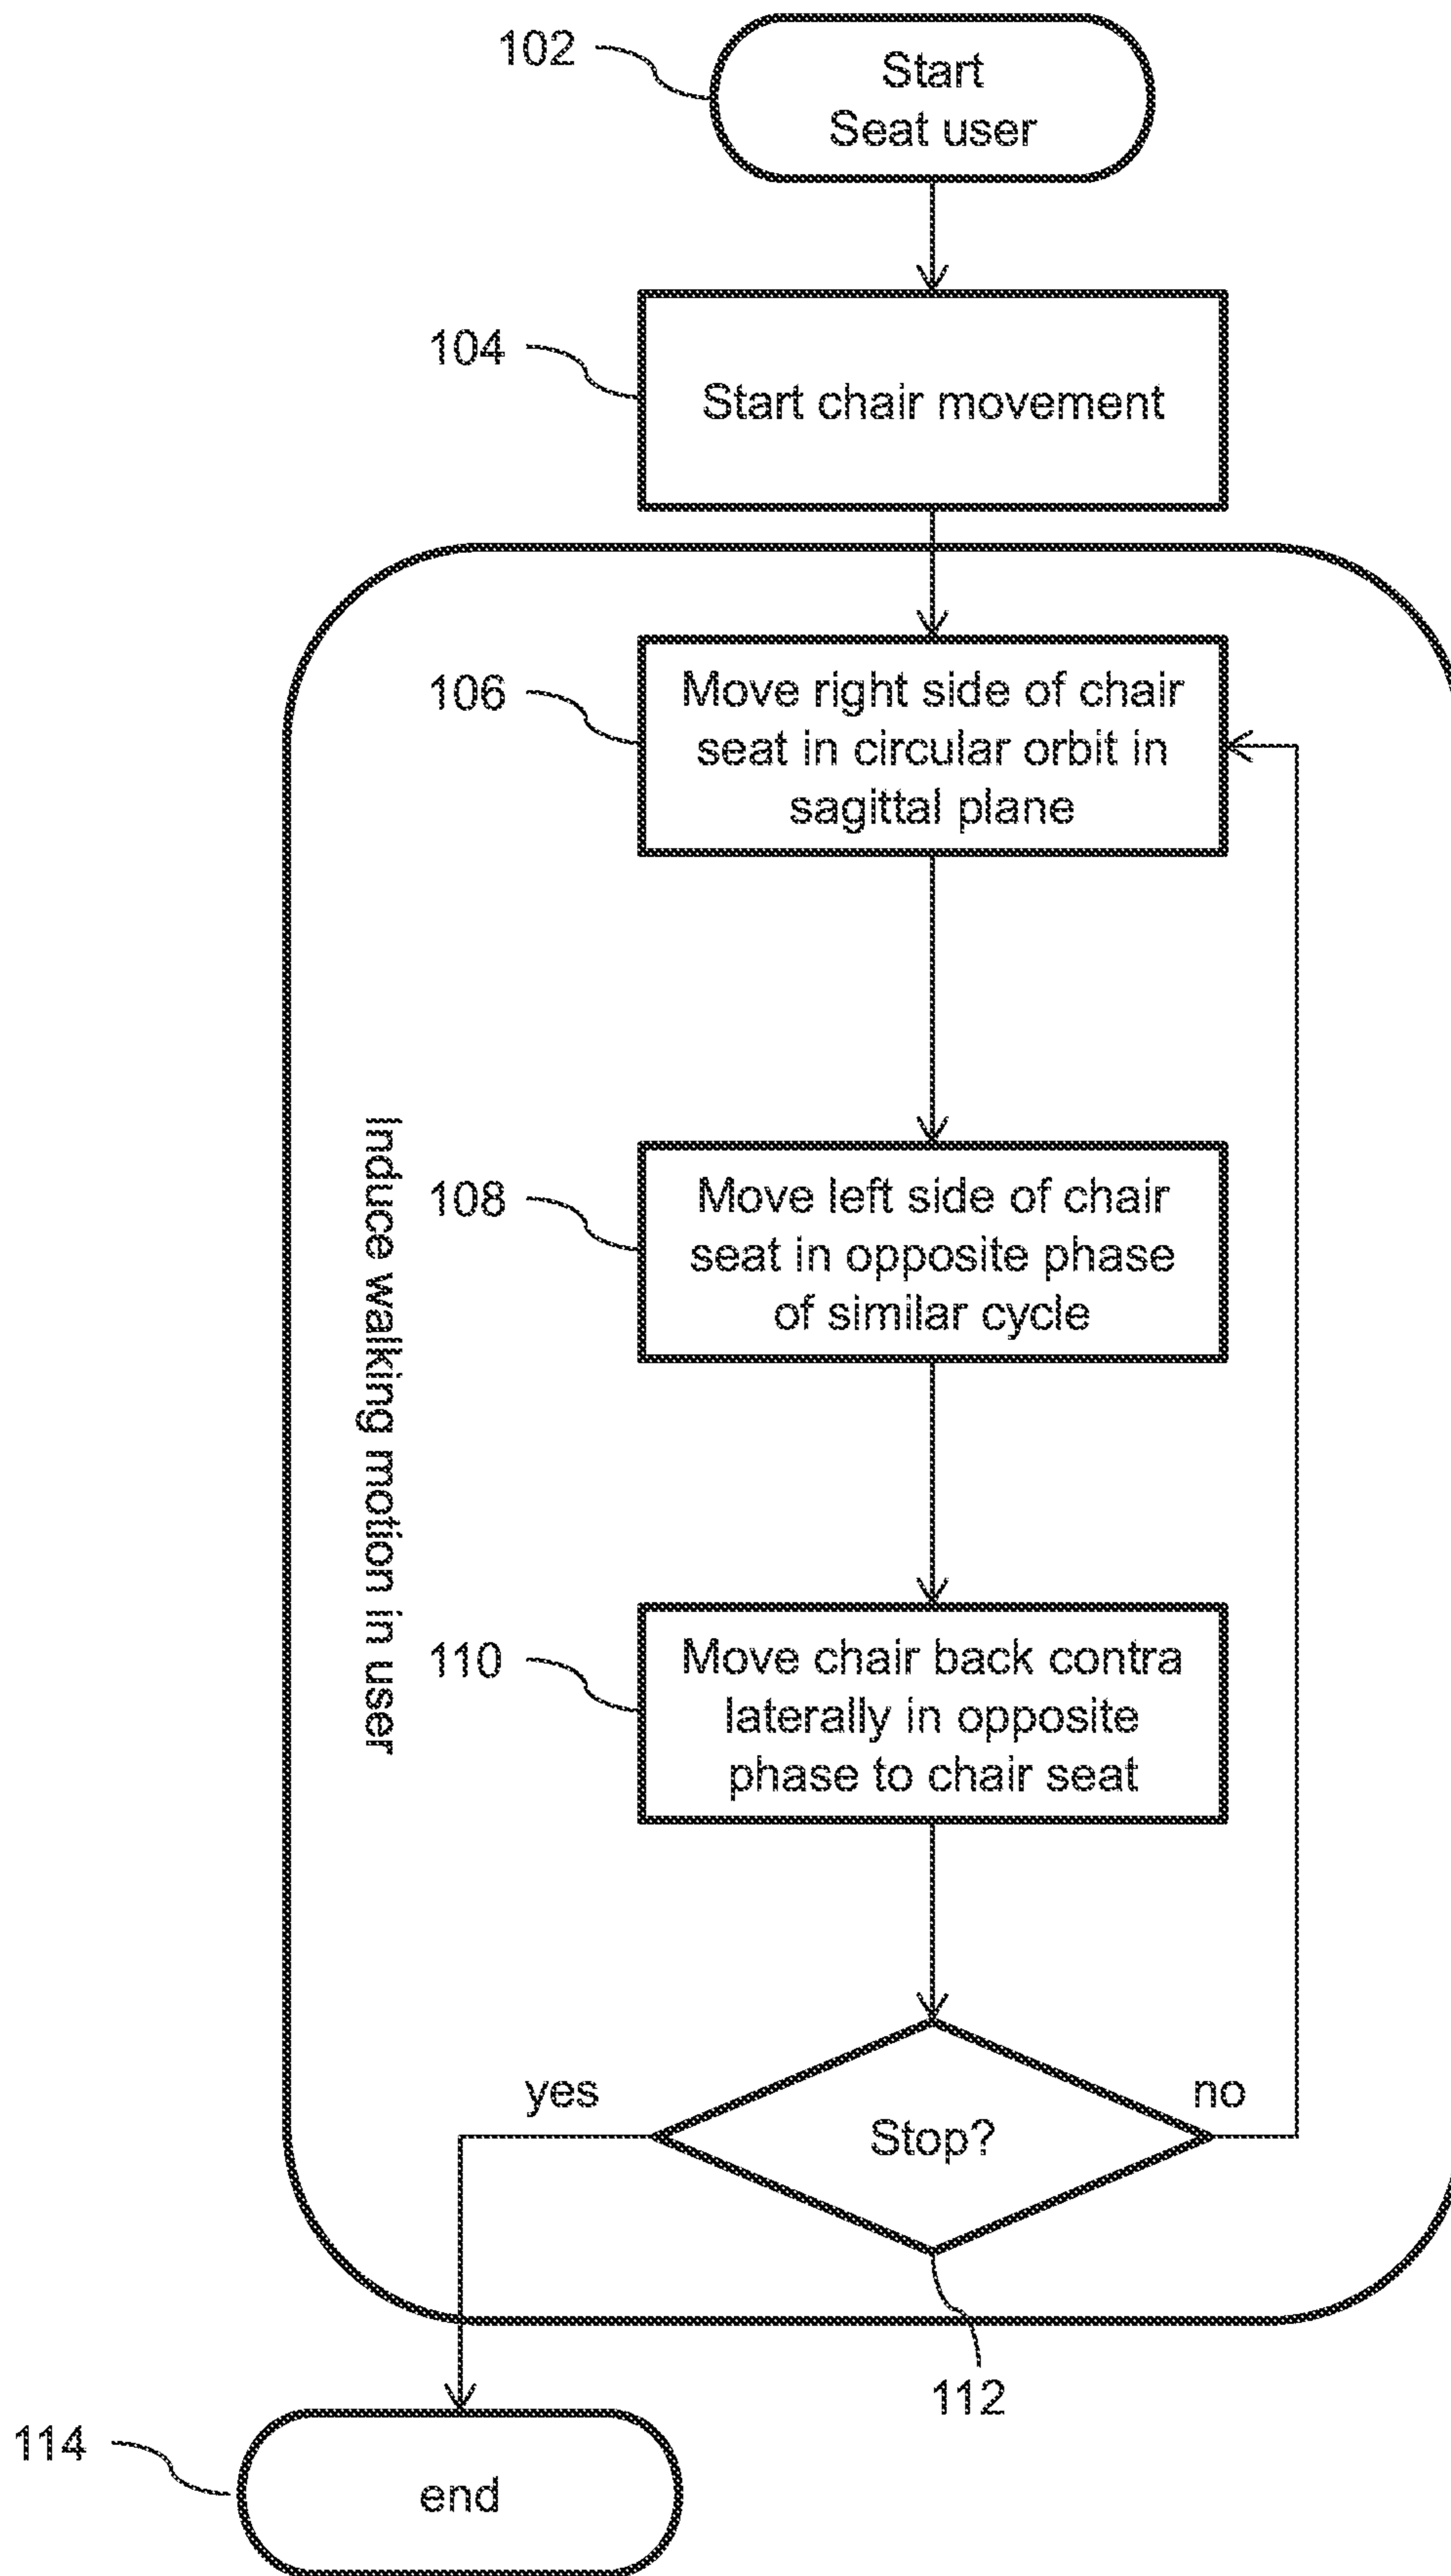 102
Start
Seat user
104
Start chair movement
106
Move right side of chair
seat in circular orbit in
sagittal plane
Induce walking motion in user
108
Move left side of chair
seat in opposite phase
of similar cycle
110
Move chair back contra
laterally in opposite
phase to chair seat
yes
no
Stop?
112
114
end